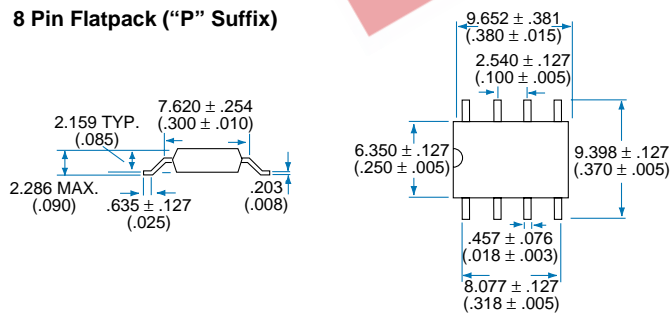 8 Pin Flatpack (“P” Suffix)
9.652 ± .381
(.380 ± .015)
2.540 ± .127
(.100 ± .005)
7.620 ± .254
(.300 ± .010)
2.159 TYP.
(.085)
2.286 MAX.
(.090)
.635 ± .127
(.025)
.203
(.008)
6.350 ± .127
(.250 ± .005)
9.398 ± .127
(.370 ± .005)
.457 ± .076
(.018 ± .003)
8.077 ± .127
(.318 ± .005)